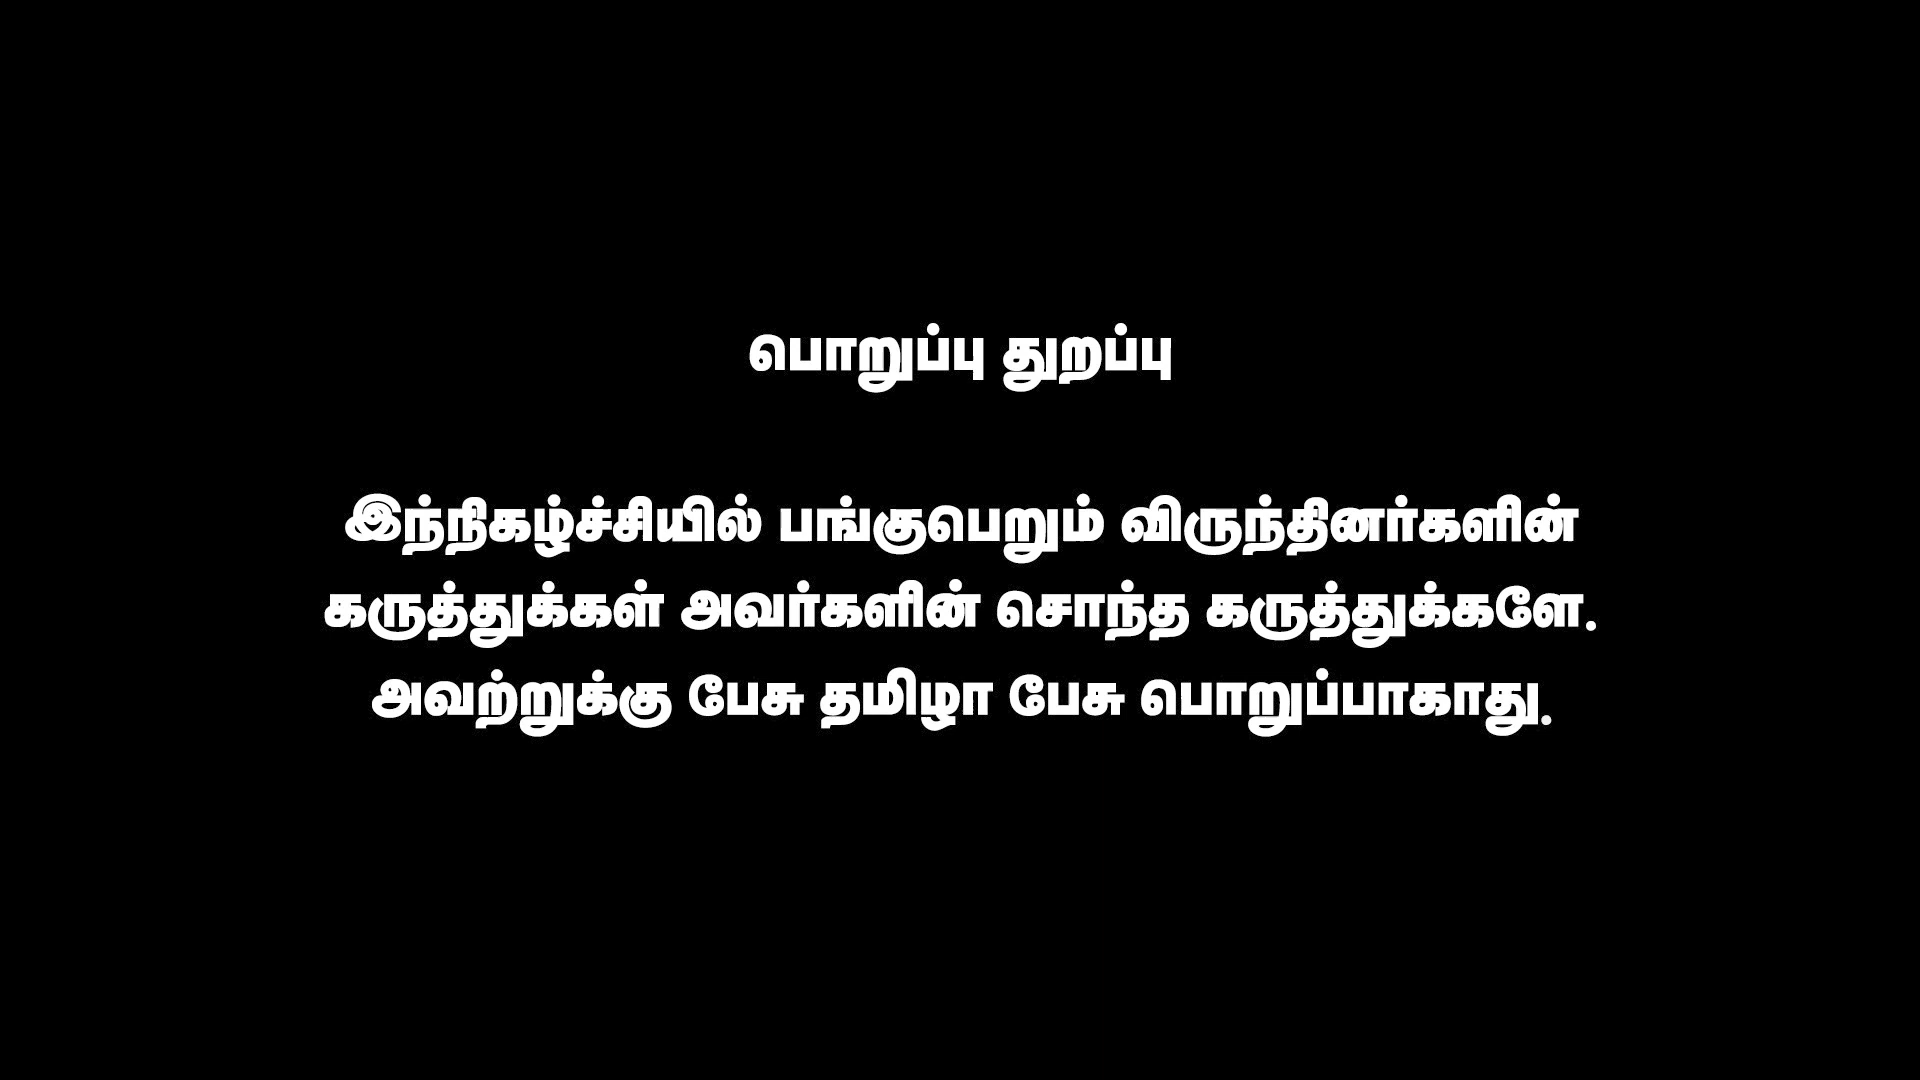 பொறுப்பு துறப்பு
இந்நிகழ்ச்சியில் பங்குபெறும் விருந்தினர்களின்
கருத்துக்கள் அவர்களின் சொந்த கருத்துக்களே.
அவற்றுக்கு பேசு தமிழா பேசு பொறுப்பாகாது.